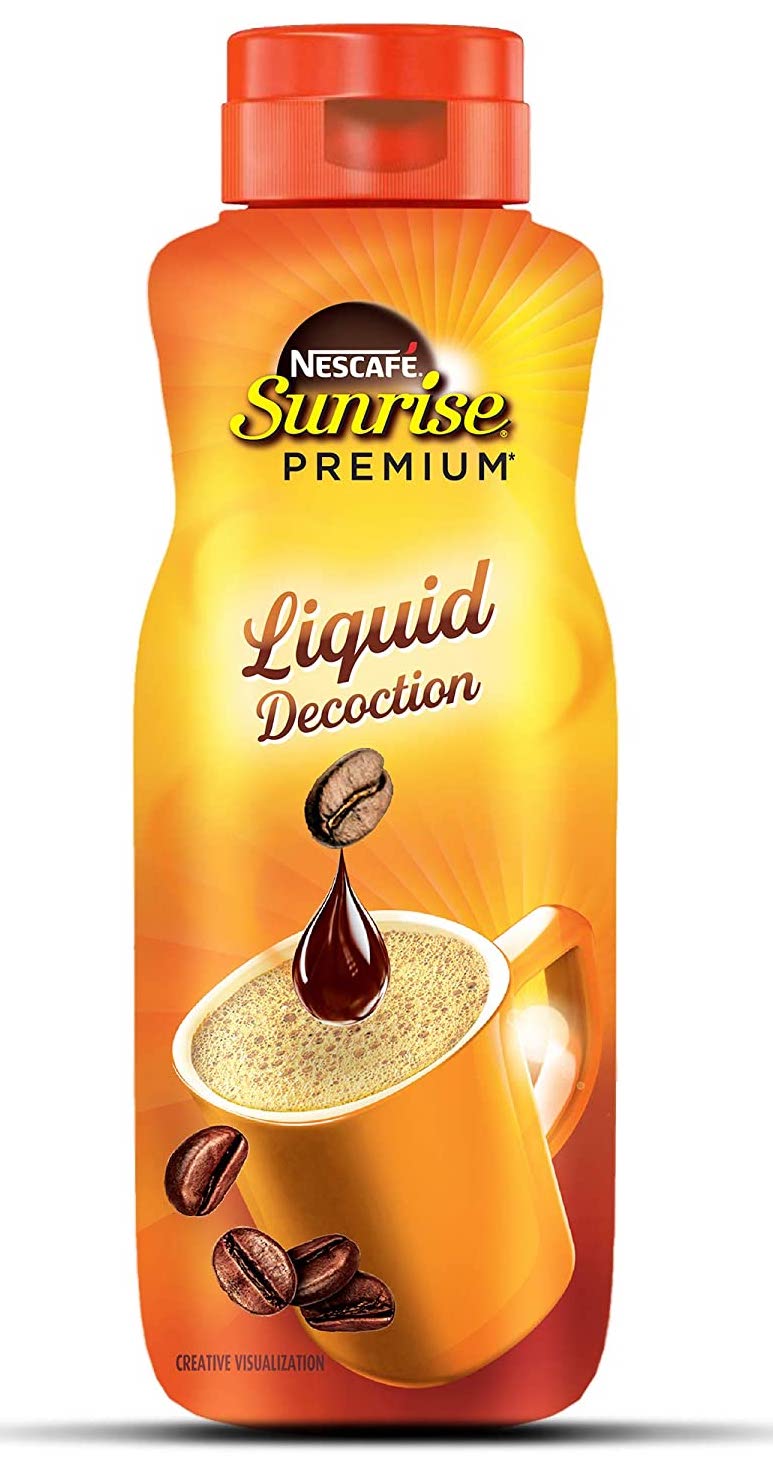 NESCAFÉ.
Sunrise®
PREMIUM*
Liquid
Decoction
CREATIVE VISUALIZATION